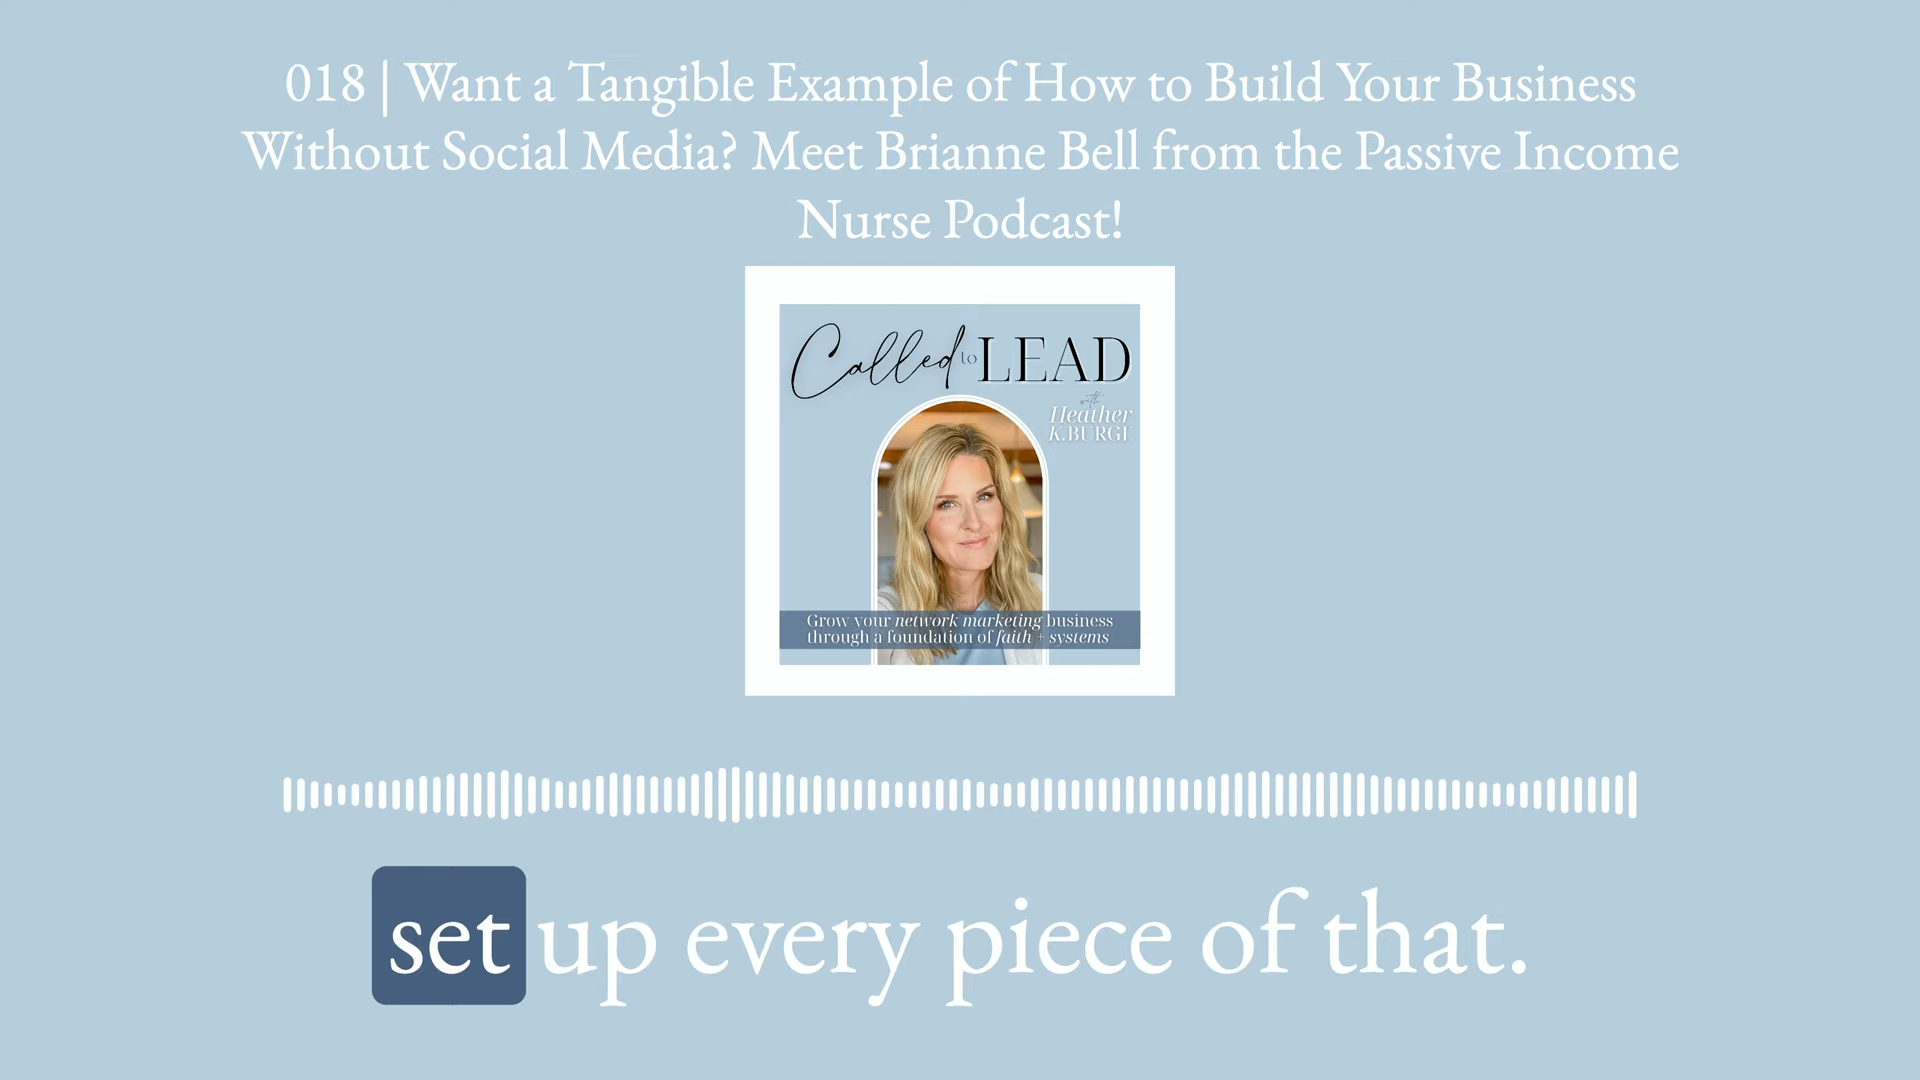 018 | Want a Tangible Example of How to Build Your Business
Without Social Media? Meet Brianne Bell from the Passive Income
Nurse Podcast!
Called to LEAD
with
Heather
K.BURGE
Grow your network marketing business
through a foundation of faith + systems
set up every piece of that.